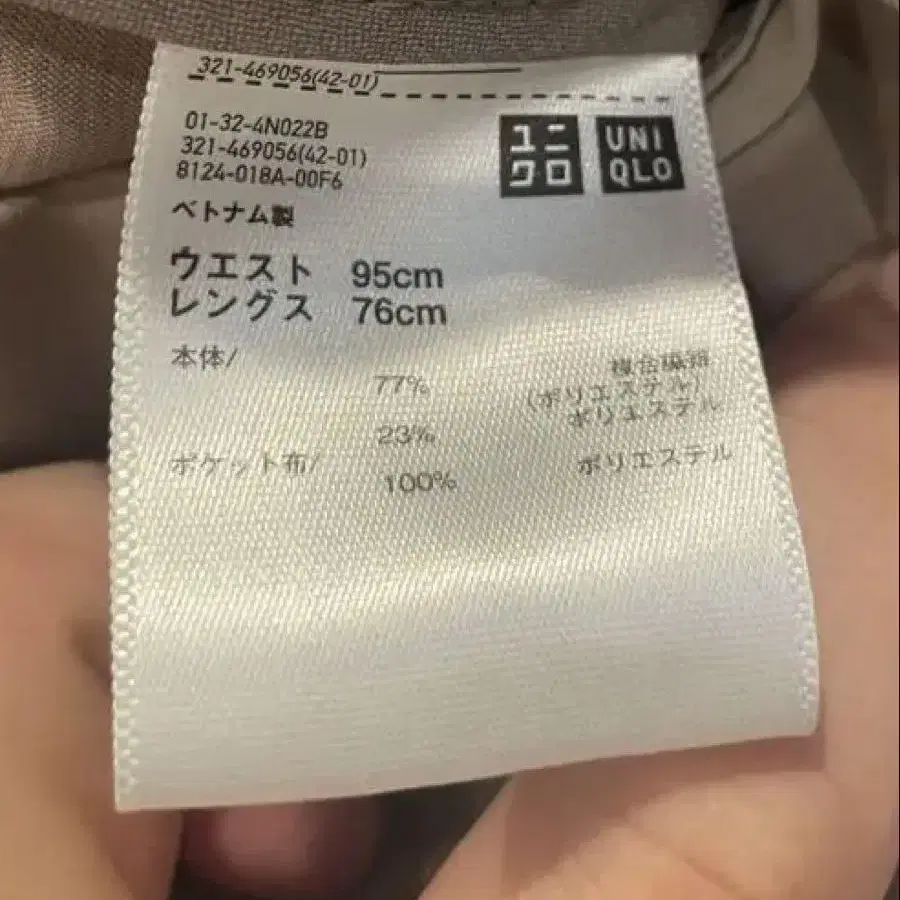 321-469056(42-01)
01-32-4N022B
321-469056(42-01)
8124-018A-00F6
ユニ
クロ
UNI
QLO
ベトナム製
ウエスト 95cm
レングス 76cm
本体/
77% 複合繊維
(ポリエステル)
23% ポリエステル
ポケット布/
100% ポリエステル